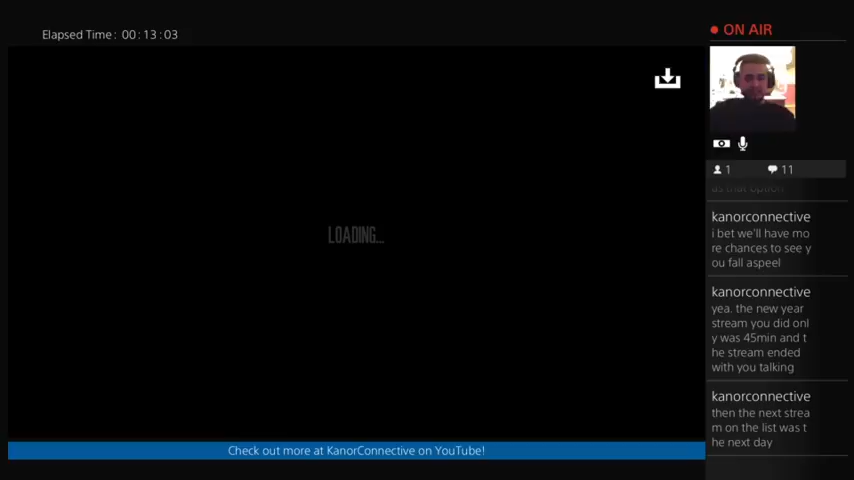 Elapsed Time: 00:13:03
ON AIR
1 11
as that option
kanorconnective
i bet we'll have mo
re chances to see y
ou fall aspeel
kanorconnective
yea. the new year
stream you did onl
y was 45min and t
he stream ended
with you talking
kanorconnective
then the next strea
m on the list was t
he next day
LOADING...
Check out more at KanorConnective on YouTube!